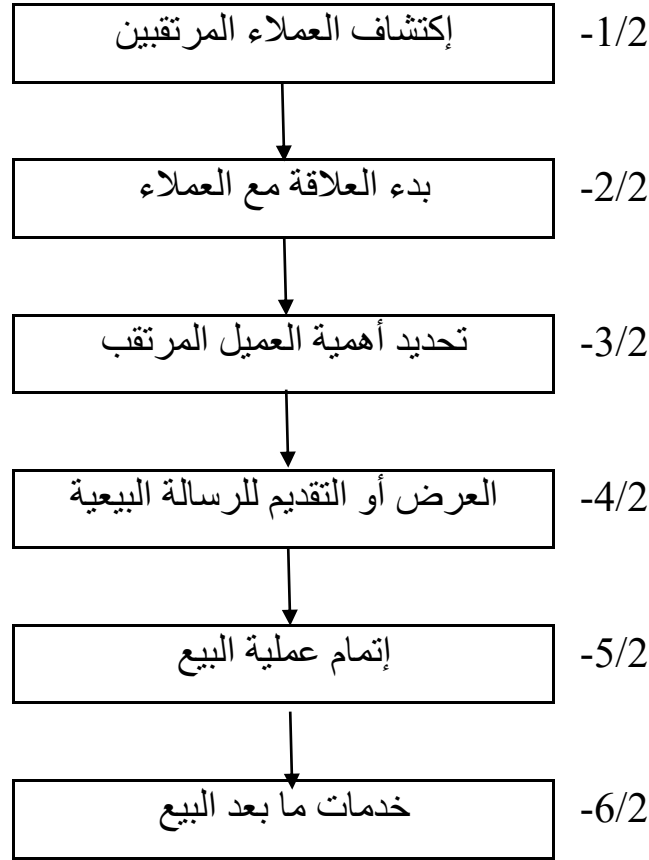 1/2- إكتشاف العملاء المرتقبين
2/2- بدء العلاقة مع العملاء
3/2- تحديد أهمية العميل المرتقب
4/2- العرض أو التقديم للرسالة البيعية
5/2- إتمام عملية البيع
6/2- خدمات ما بعد البيع